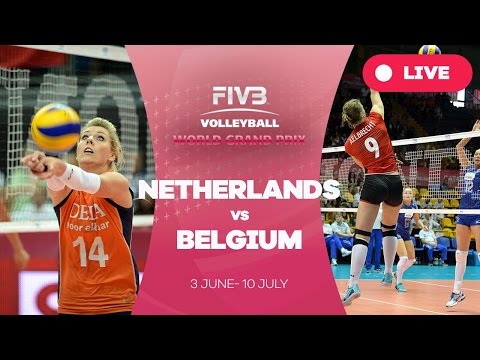 LIVE
FIVB
VOLLEYBALL
WORLD GRAND PRIX
NETHERLANDS
vs
BELGIUM
3 JUNE- 10 JULY
DELA
voor elkaar
14
9